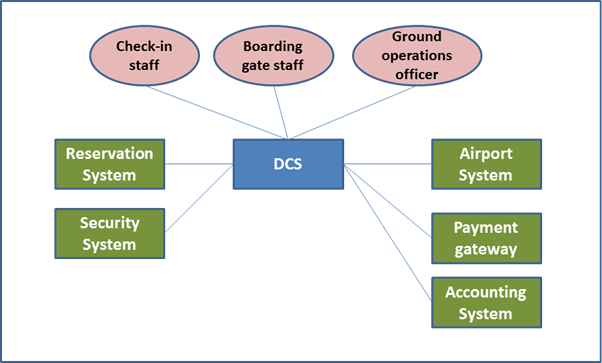 Check-in
staff
Boarding
gate staff
Ground
operations
officer
Reservation
System
DCS
Airport
System
Security
System
Payment
gateway
Accounting
System